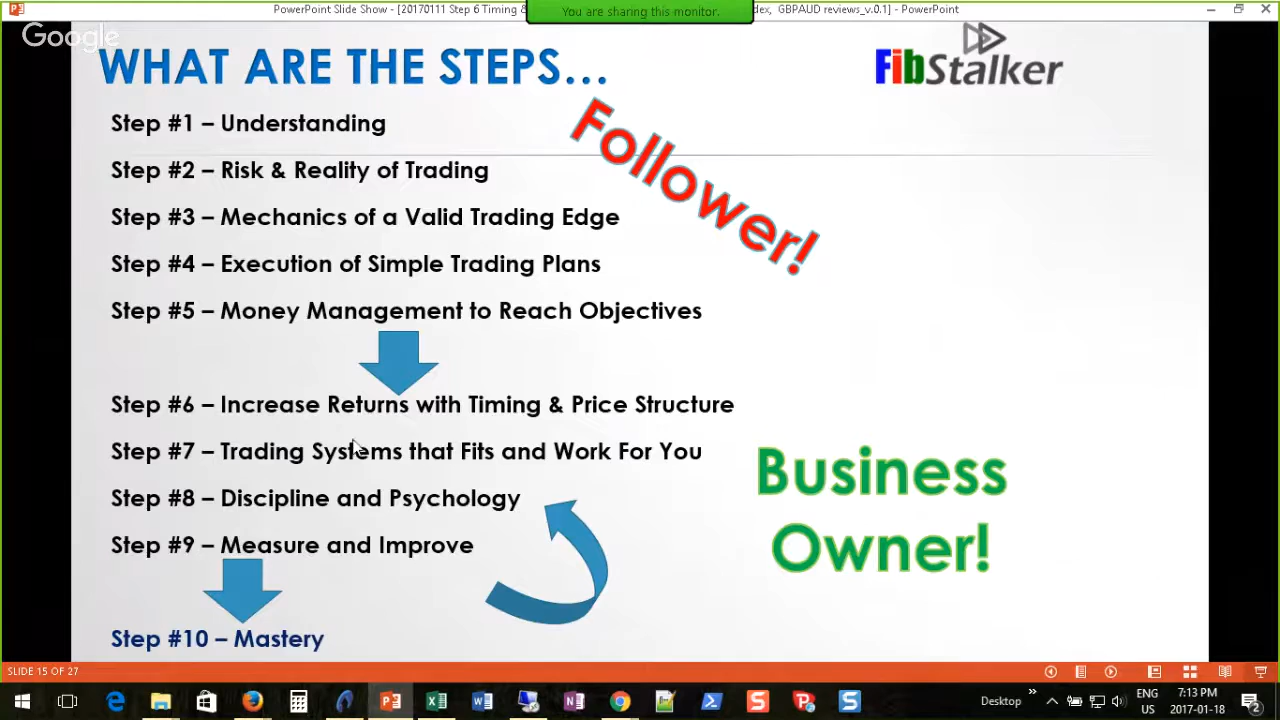 PowerPoint Slide Show - [20170111 Step 6 Timing &
You are sharing this monitor.
dex, GBPAUD reviews_v.0.1] - PowerPoint
Google
WHAT ARE THE STEPS...
FibStalker
Step #1 – Understanding
Follower!
Step #2 – Risk & Reality of Trading
Step #3 – Mechanics of a Valid Trading Edge
Step #4 – Execution of Simple Trading Plans
Step #5 – Money Management to Reach Objectives
Step #6 – Increase Returns with Timing & Price Structure
Step #7 – Trading Systems that Fits and Work For You
Business
Owner!
Step #8 – Discipline and Psychology
Step #9 – Measure and Improve
Step #10 – Mastery
SLIDE 15 OF 27
Desktop
ENG
US
7:13 PM
2017-01-18
2